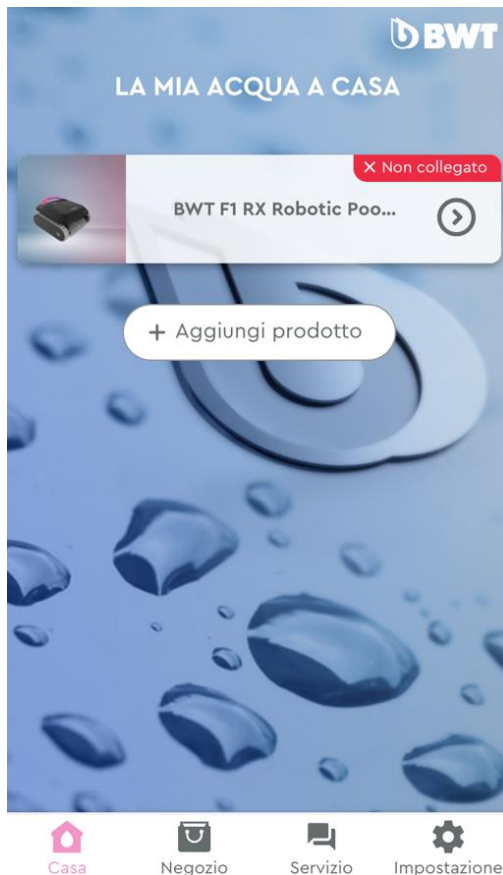 BWT
LA MIA ACQUA A CASA
× Non collegato
BWT F1 RX Robotic Poo...
+ Aggiungi prodotto
Casa Negozio Servizio Impostazione